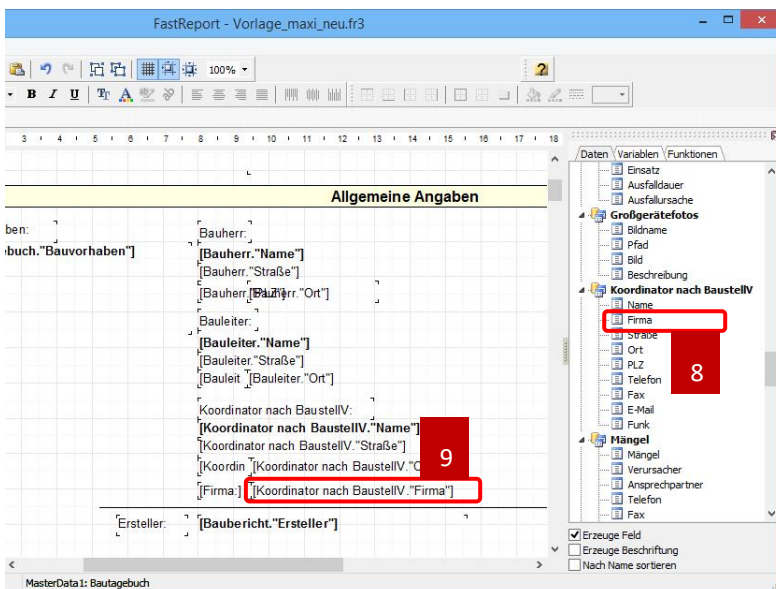 FastReport - Vorlage_maxi_neu.fr3
100%
B I U
3 4 5 6 7 8 9 10 11 12 13 14 15 16 17 18
Allgemeine Angaben
ben:
buch."Bauvorhaben"]
Bauherr:
[Bauherr."Name"]
[Bauherr."Straße"]
[Bauherr."Ort"]
Bauleiter:
[Bauleiter."Name"]
[Bauleiter."Straße"]
[Bauleit [Bauleiter."Ort"]
Koordinator nach BaustellV:
[Koordinator nach BaustellV."Name"]
[Koordinator nach BaustellV."Straße"]
[Koordin [Koordinator nach BaustellV."O
9
[Firma:] [Koordinator nach BaustellV."Firma"]
Ersteller: [Baubericht."Ersteller"]
MasterData1: Bautagebuch
Daten Variablen Funktionen
Einsatz
Ausfalldauer
Ausfallursache
Großgerätefotos
Bildname
Pfad
Bild
Beschreibung
Koordinator nach BaustellV
Name
Firma
Straße
Ort
PLZ
8
Telefon
Fax
E-Mail
Funk
Mängel
Mängel
Verursacher
Ansprechpartner
Telefon
Fax
Erzeuge Feld
Erzeuge Beschriftung
Nach Name sortieren